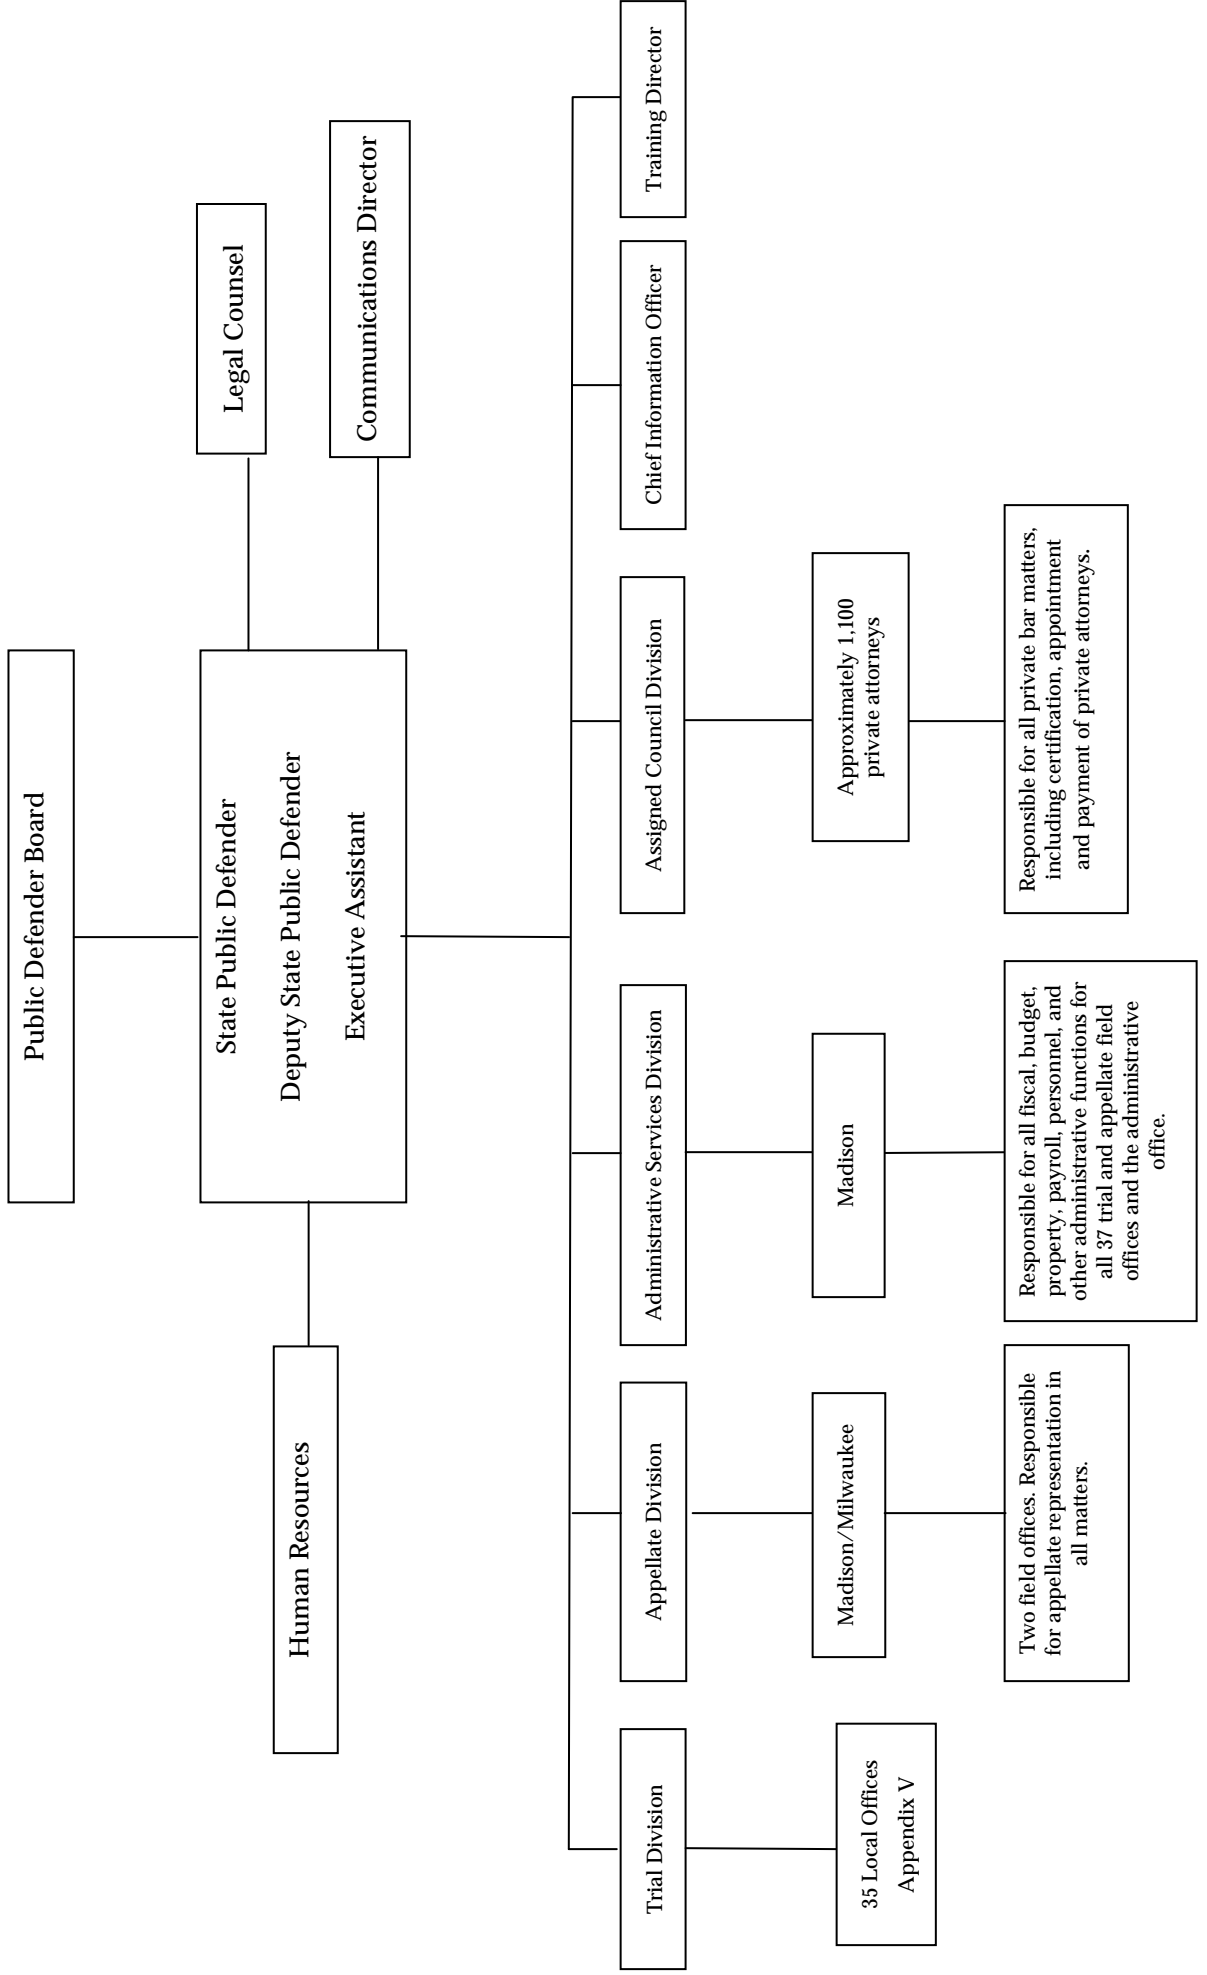 Public Defender Board
State Public Defender
Deputy State Public Defender
Executive Assistant
Legal Counsel
Communications Director
Human Resources
Trial Division
Appellate Division
Administrative Services Division
Assigned Council Division
Chief Information Officer
Training Director
35 Local Offices
Appendix V
Madison/Milwaukee
Madison
Approximately 1,100
private attorneys
Two field offices. Responsible
for appellate representation in
all matters.
Responsible for all fiscal, budget,
property, payroll, personnel, and
other administrative functions for
all 37 trial and appellate field
offices and the administrative
office.
Responsible for all private bar matters,
including certification, appointment
and payment of private attorneys.